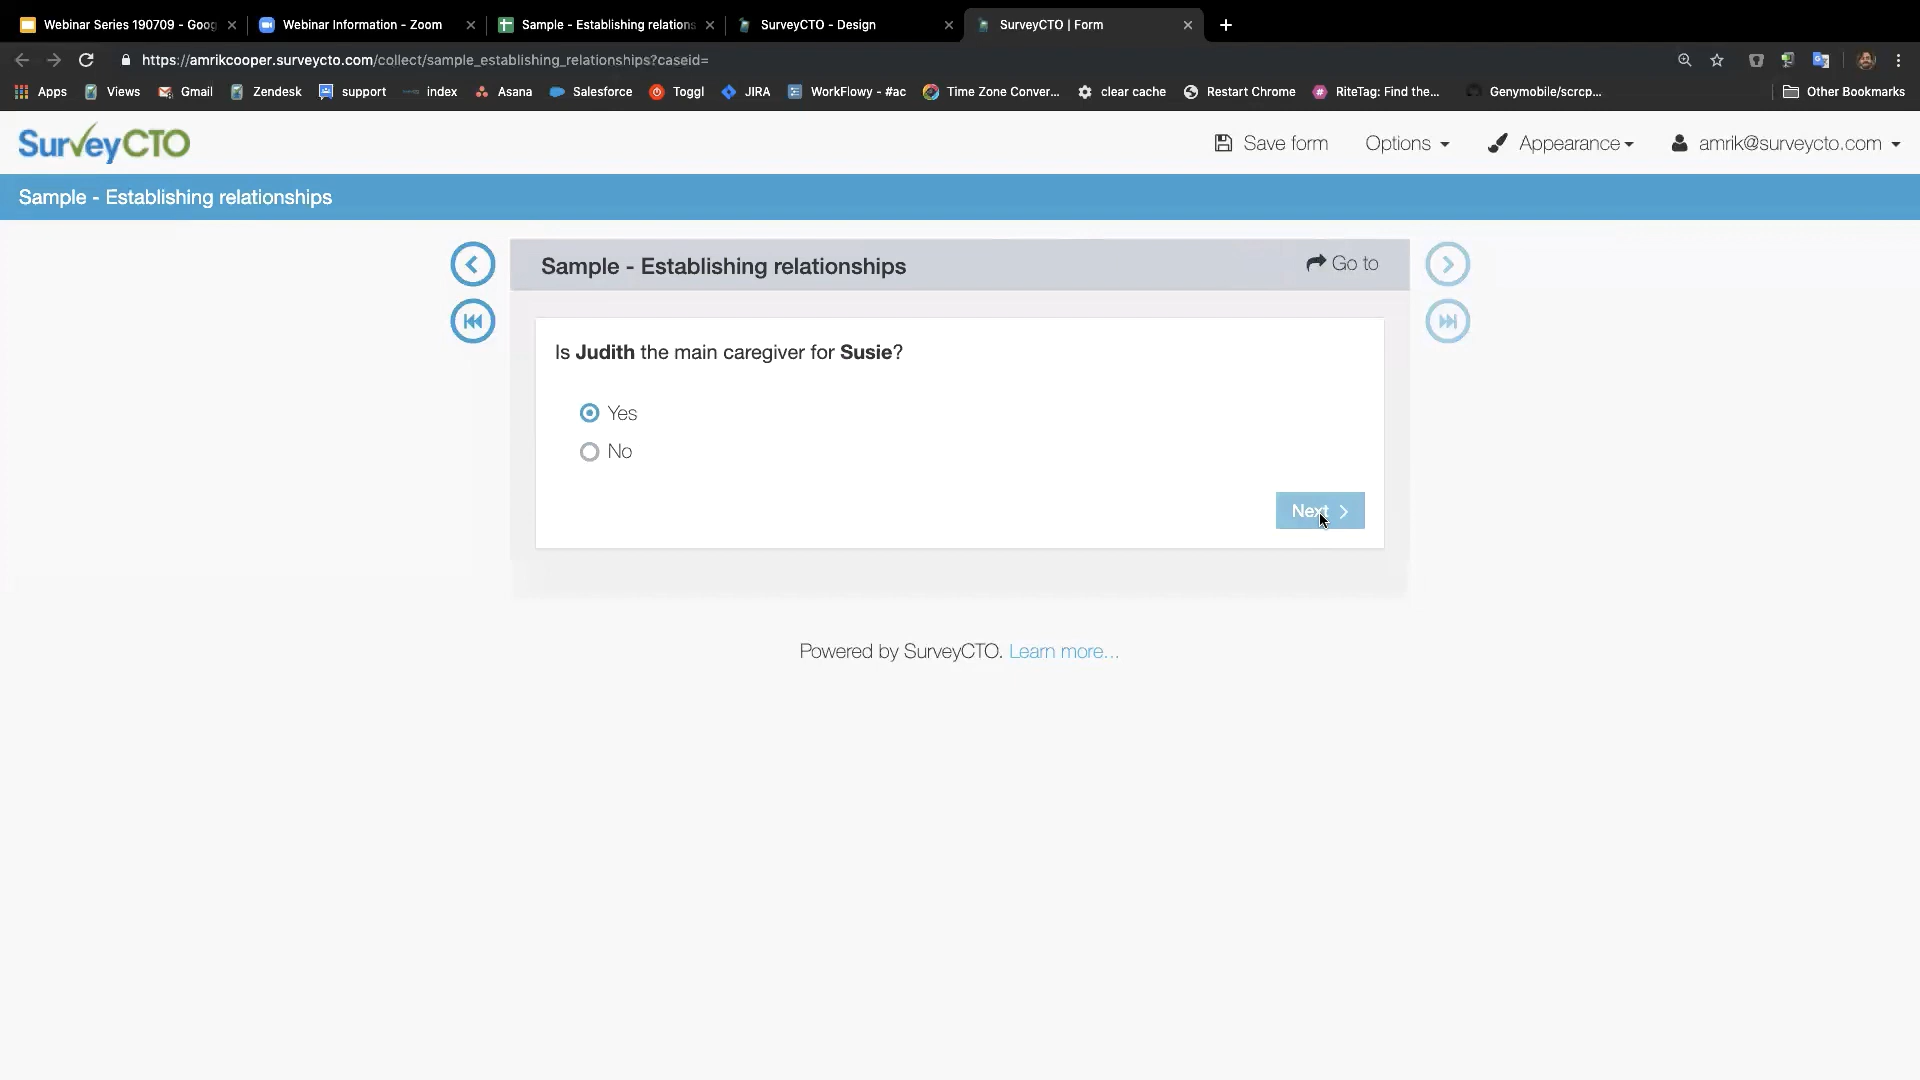 Webinar Series 190709 - Goog
Webinar Information - Zoom
Sample - Establishing relations
SurveyCTO - Design
SurveyCTO | Form
https://amrikcooper.surveycto.com/collect/sample_establishing_relationships?caseid=
Apps
Views
Gmail
Zendesk
support
index
Asana
Salesforce
Toggl
JIRA
WorkFlowy - #ac
Time Zone Conver...
clear cache
Restart Chrome
RiteTag: Find the...
Genymobile/scrcp...
Other Bookmarks
SurveyCTO
Save form
Options
Appearance
amrik@surveycto.com
Sample - Establishing relationships
Sample - Establishing relationships
Go to
Is Judith the main caregiver for Susie?
Yes
No
Next
Powered by SurveyCTO. Learn more...